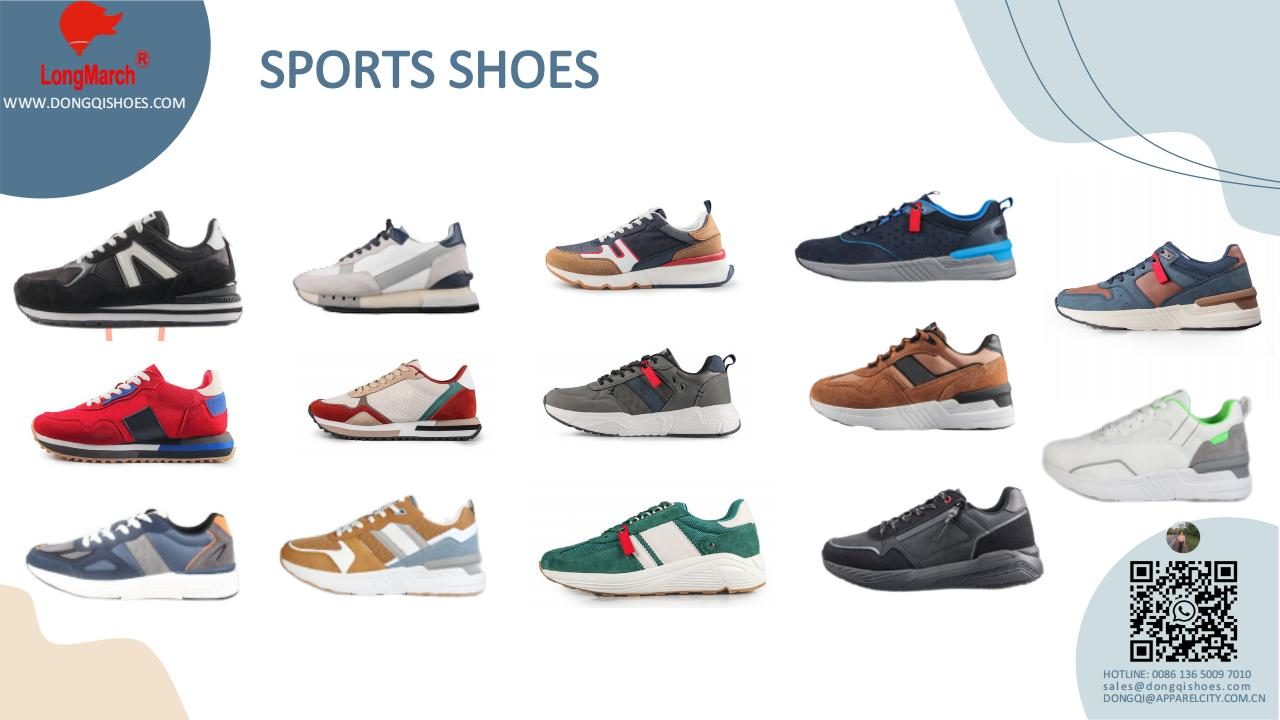 LongMarch®
WWW.DONGQISHOES.COM
SPORTS SHOES
HOTLINE: 0086 136 5009 7010
sales@dongqishoes.com
DONGQI@APPARELCITY.COM.CN